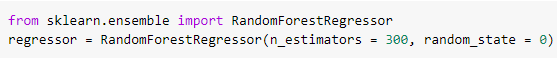 from sklearn.ensemble import RandomForestRegressor
regressor = RandomForestRegressor(n_estimators = 300, random_state = 0)